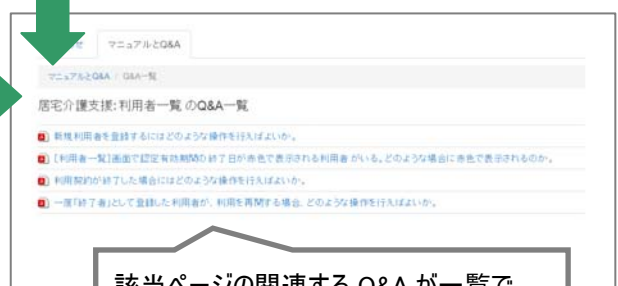 せ
マニュアルとQ&A
マニュアルとQ&A / Q&A一覧
居宅介護支援:利用者一覧 のQ&A一覧
新規利用者を登録するにはどのような操作を行えばよいか。
[利用者一覧]画面で認定有効期間の終了日が赤色で表示される利用者 がいる。どのような場合に赤色で表示されるのか。
利用契約が終了した場合にはどのような操作を行えばよいか。
一度「終了者」として登録した利用者が、利用を再開する場合、どのような操作を行えばよいか。
該当ページの関連する Q&A が一覧で